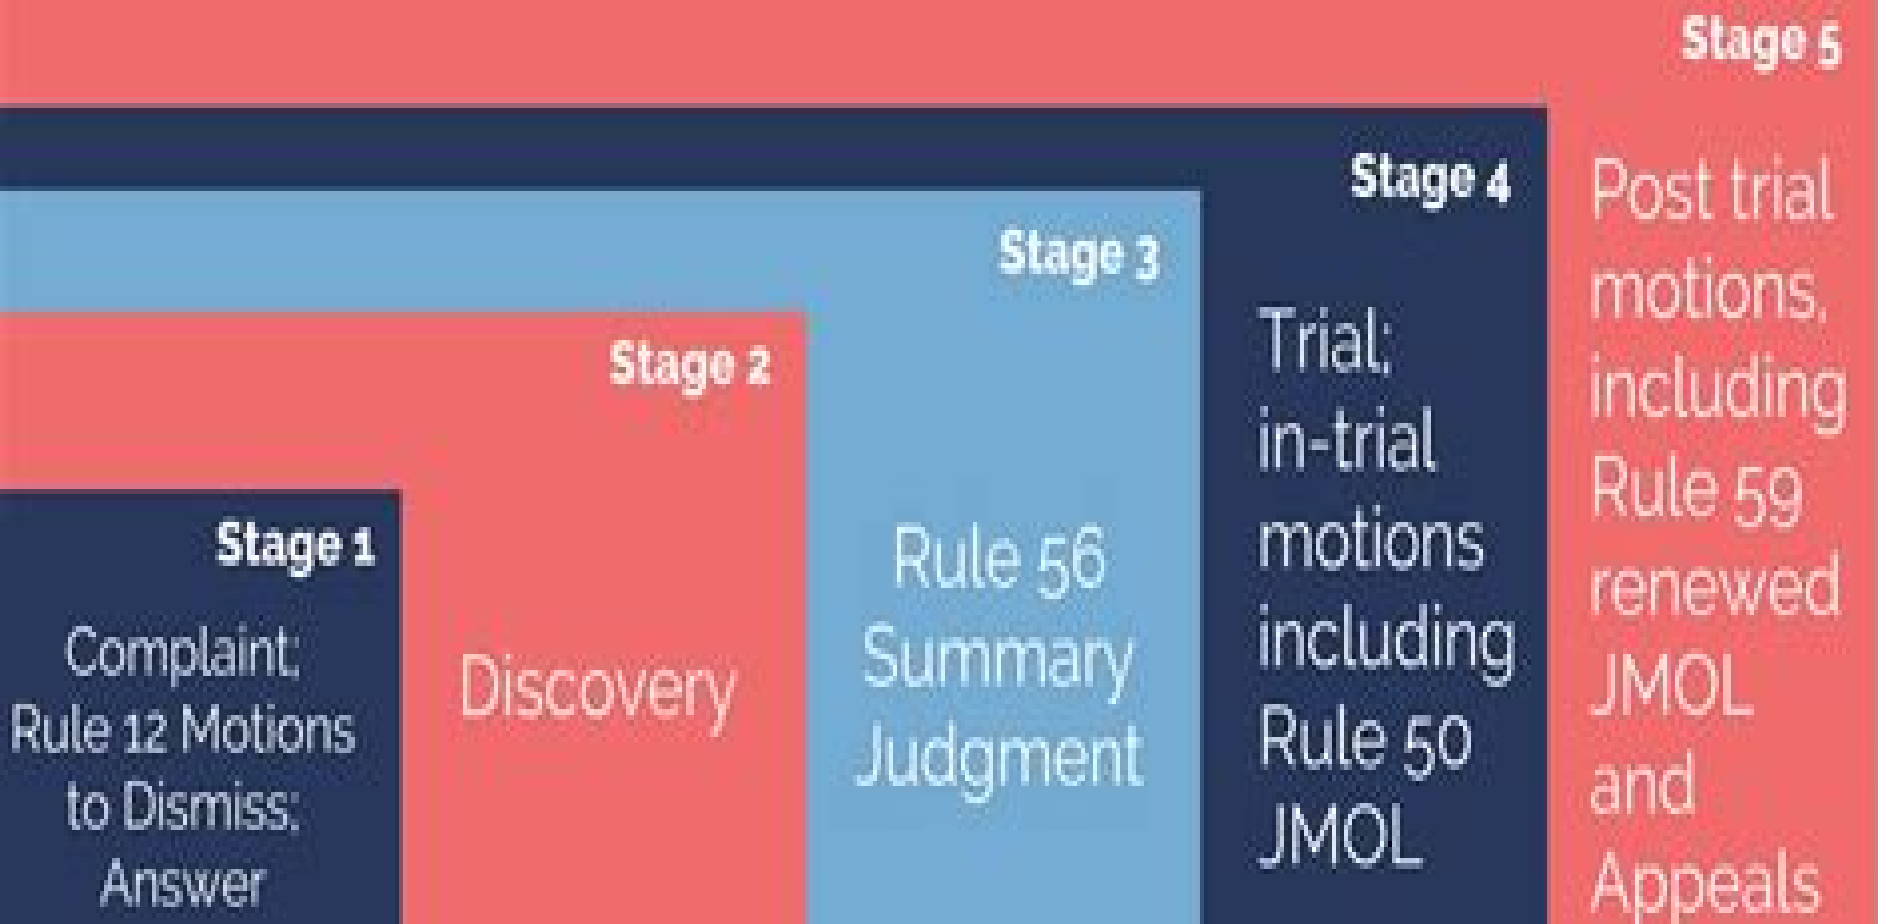 Stage 1
Complaint;
Rule 12 Motions
to Dismiss;
Answer
Stage 2
Discovery
Stage 3
Rule 56
Summary
Judgment
Stage 4
Trial;
in-trial
motions
including
Rule 50
JMOL
Stage 5
Post trial
motions,
including
Rule 59
renewed
JMOL
and
Appeals